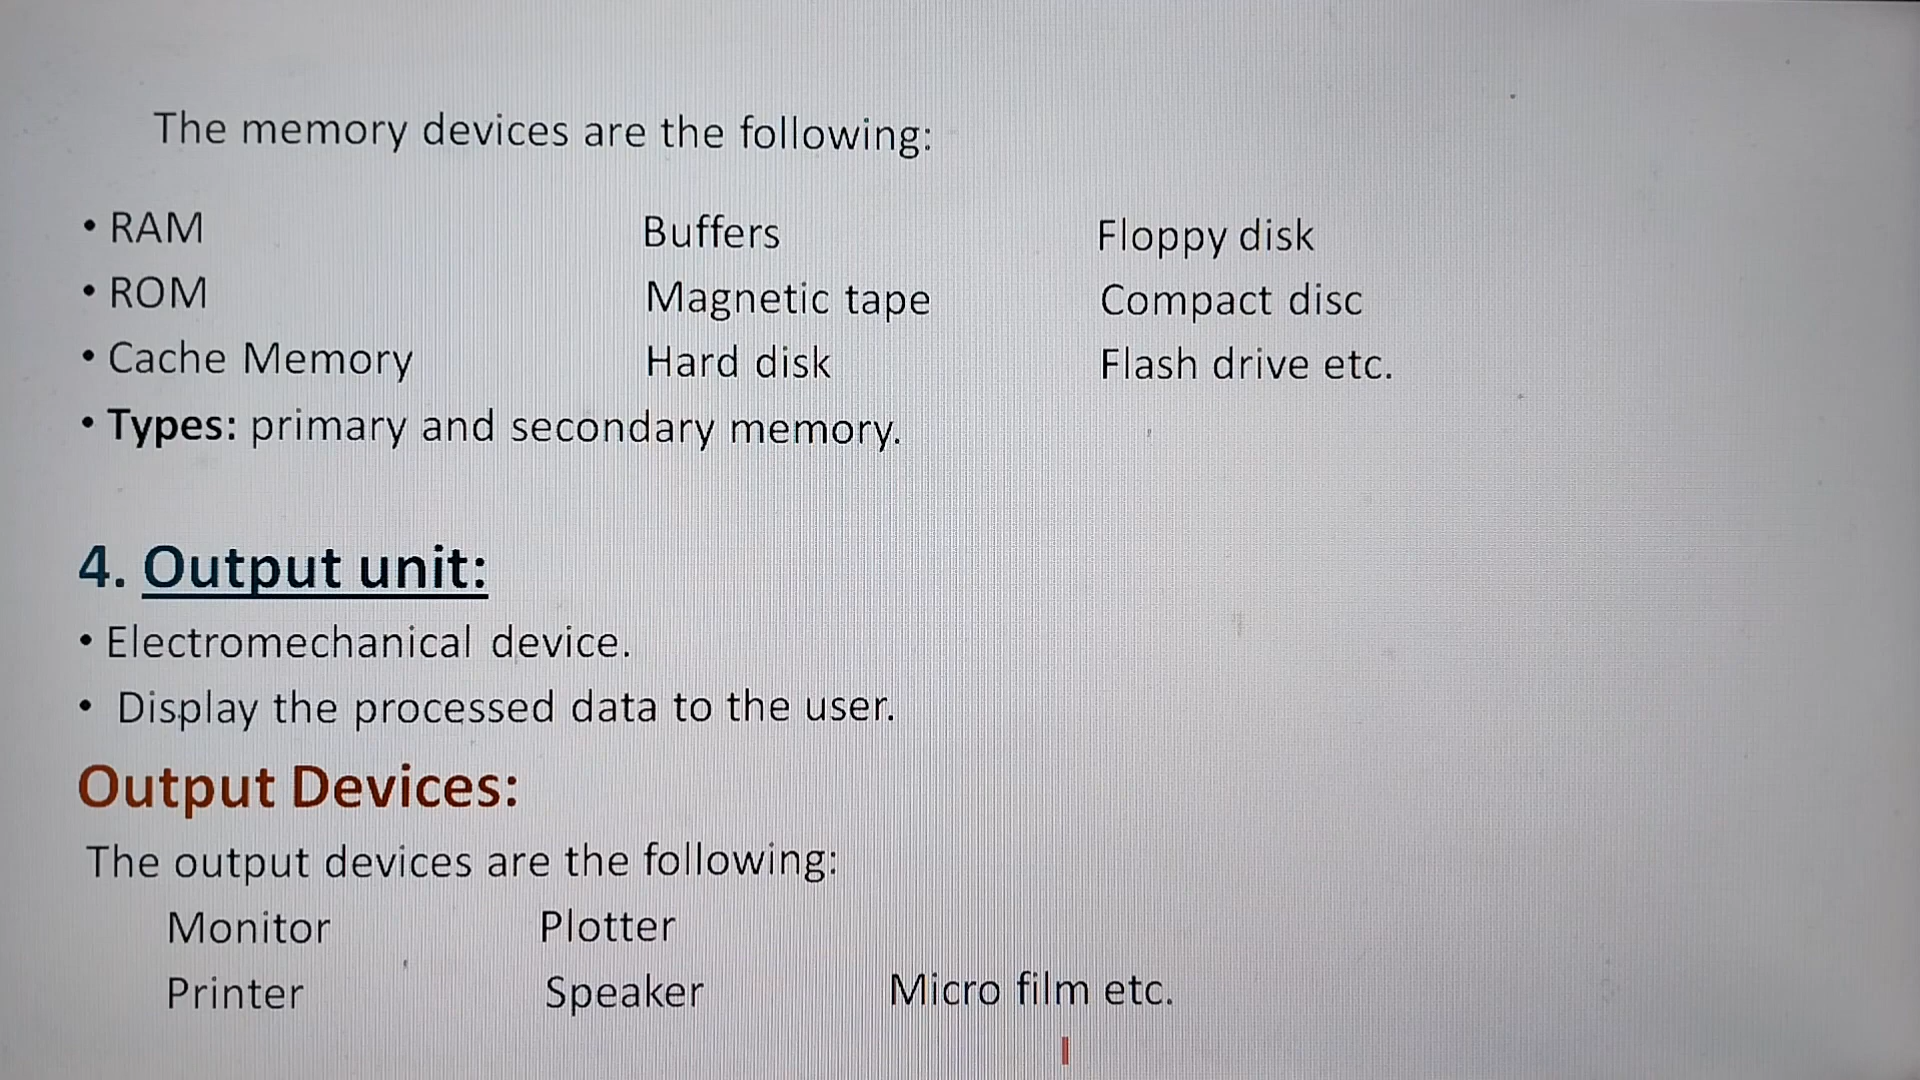 The memory devices are the following:
• RAM Buffers Floppy disk
• ROM Magnetic tape Compact disc
• Cache Memory Hard disk Flash drive etc.
• Types: primary and secondary memory.
4. Output unit:
• Electromechanical device.
• Display the processed data to the user.
Output Devices:
The output devices are the following:
Monitor Plotter
Printer Speaker Micro film etc.